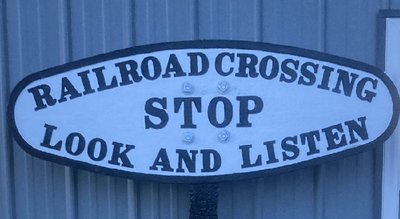 RAILROAD CROSSING
STOP
LOOK AND LISTEN